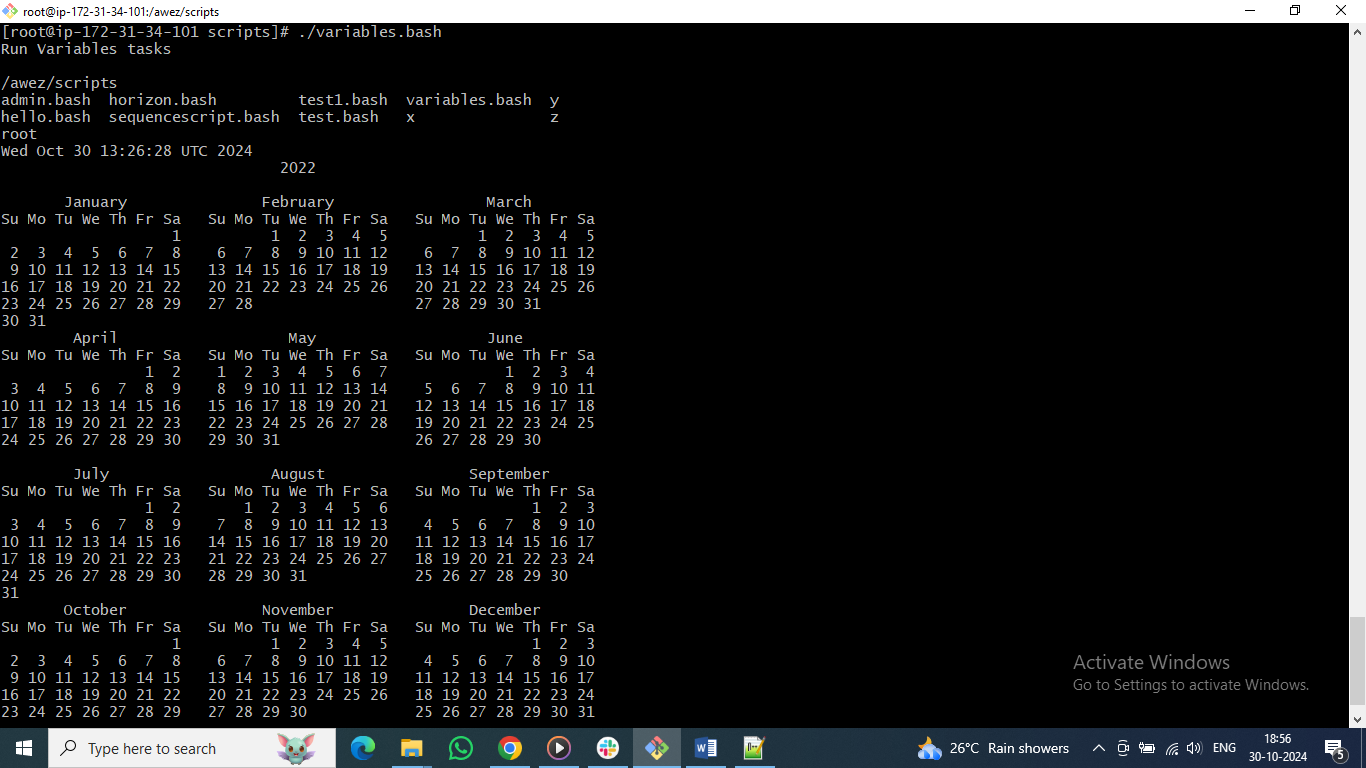 root@ip-172-31-34-101:/awez/scripts
[root@ip-172-31-34-101 scripts]# ./variables.bash
Run Variables tasks
/awez/scripts
admin.bash  horizon.bash         test1.bash  variables.bash  y
hello.bash  sequencescript.bash  test.bash   x               z
root
Wed Oct 30 13:26:28 UTC 2024
                               2022
       January               February                 March
Su Mo Tu We Th Fr Sa   Su Mo Tu We Th Fr Sa   Su Mo Tu We Th Fr Sa
                   1          1  2  3  4  5          1  2  3  4  5
 2  3  4  5  6  7  8    6  7  8  9 10 11 12    6  7  8  9 10 11 12
 9 10 11 12 13 14 15   13 14 15 16 17 18 19   13 14 15 16 17 18 19
16 17 18 19 20 21 22   20 21 22 23 24 25 26   20 21 22 23 24 25 26
23 24 25 26 27 28 29   27 28                  27 28 29 30 31
30 31
        April                   May                   June
Su Mo Tu We Th Fr Sa   Su Mo Tu We Th Fr Sa   Su Mo Tu We Th Fr Sa
                1  2    1  2  3  4  5  6  7             1  2  3  4
 3  4  5  6  7  8  9    8  9 10 11 12 13 14    5  6  7  8  9 10 11
10 11 12 13 14 15 16   15 16 17 18 19 20 21   12 13 14 15 16 17 18
17 18 19 20 21 22 23   22 23 24 25 26 27 28   19 20 21 22 23 24 25
24 25 26 27 28 29 30   29 30 31               26 27 28 29 30
        July                  August                September
Su Mo Tu We Th Fr Sa   Su Mo Tu We Th Fr Sa   Su Mo Tu We Th Fr Sa
                1  2       1  2  3  4  5  6                1  2  3
 3  4  5  6  7  8  9    7  8  9 10 11 12 13    4  5  6  7  8  9 10
10 11 12 13 14 15 16   14 15 16 17 18 19 20   11 12 13 14 15 16 17
17 18 19 20 21 22 23   21 22 23 24 25 26 27   18 19 20 21 22 23 24
24 25 26 27 28 29 30   28 29 30 31            25 26 27 28 29 30
31
       October               November               December
Su Mo Tu We Th Fr Sa   Su Mo Tu We Th Fr Sa   Su Mo Tu We Th Fr Sa
                   1          1  2  3  4  5                1  2  3
 2  3  4  5  6  7  8    6  7  8  9 10 11 12    4  5  6  7  8  9 10
 9 10 11 12 13 14 15   13 14 15 16 17 18 19   11 12 13 14 15 16 17
16 17 18 19 20 21 22   20 21 22 23 24 25 26   18 19 20 21 22 23 24
23 24 25 26 27 28 29   27 28 29 30            25 26 27 28 29 30 31
Activate Windows
Go to Settings to activate Windows.
Type here to search
26°C Rain showers
ENG
18:56
30-10-2024
5